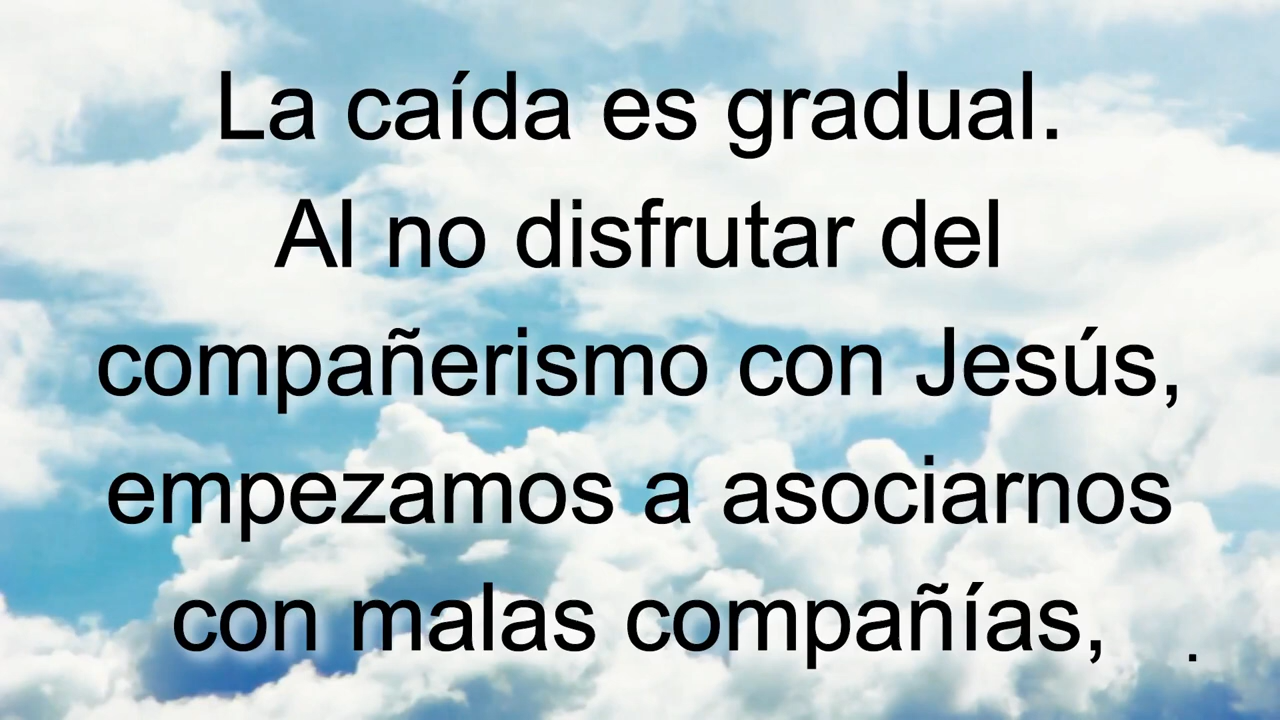 La caída es gradual.
Al no disfrutar del
compañerismo con Jesús,
empezamos a asociarnos
con malas compañías, .